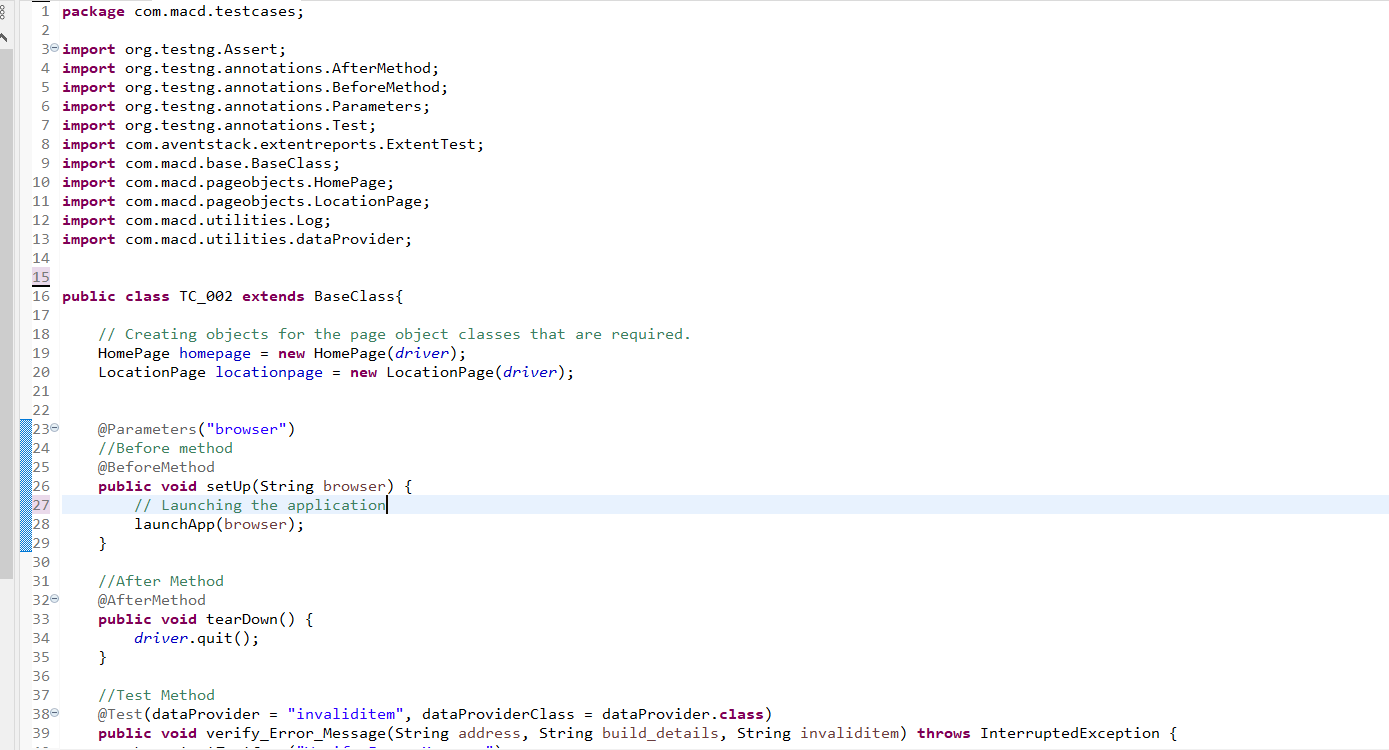 1 package com.macd.testcases;
2
3 import org.testng.Assert;
4 import org.testng.annotations.AfterMethod;
5 import org.testng.annotations.BeforeMethod;
6 import org.testng.annotations.Parameters;
7 import org.testng.annotations.Test;
8 import com.aventstack.extentreports.ExtentTest;
9 import com.macd.base.BaseClass;
10 import com.macd.pageobjects.HomePage;
11 import com.macd.pageobjects.LocationPage;
12 import com.macd.utilities.Log;
13 import com.macd.utilities.dataProvider;
14
15
16 public class TC_002 extends BaseClass{
17
18     // Creating objects for the page object classes that are required.
19     HomePage homepage = new HomePage(driver);
20     LocationPage locationpage = new LocationPage(driver);
21
22
23     @Parameters("browser")
24     //Before method
25     @BeforeMethod
26     public void setUp(String browser) {
27         // Launching the application
28         launchApp(browser);
29     }
30
31     //After Method
32     @AfterMethod
33     public void tearDown() {
34         driver.quit();
35     }
36
37     //Test Method
38     @Test(dataProvider = "invaliditem", dataProviderClass = dataProvider.class)
39     public void verify_Error_Message(String address, String build_details, String invaliditem) throws InterruptedException {